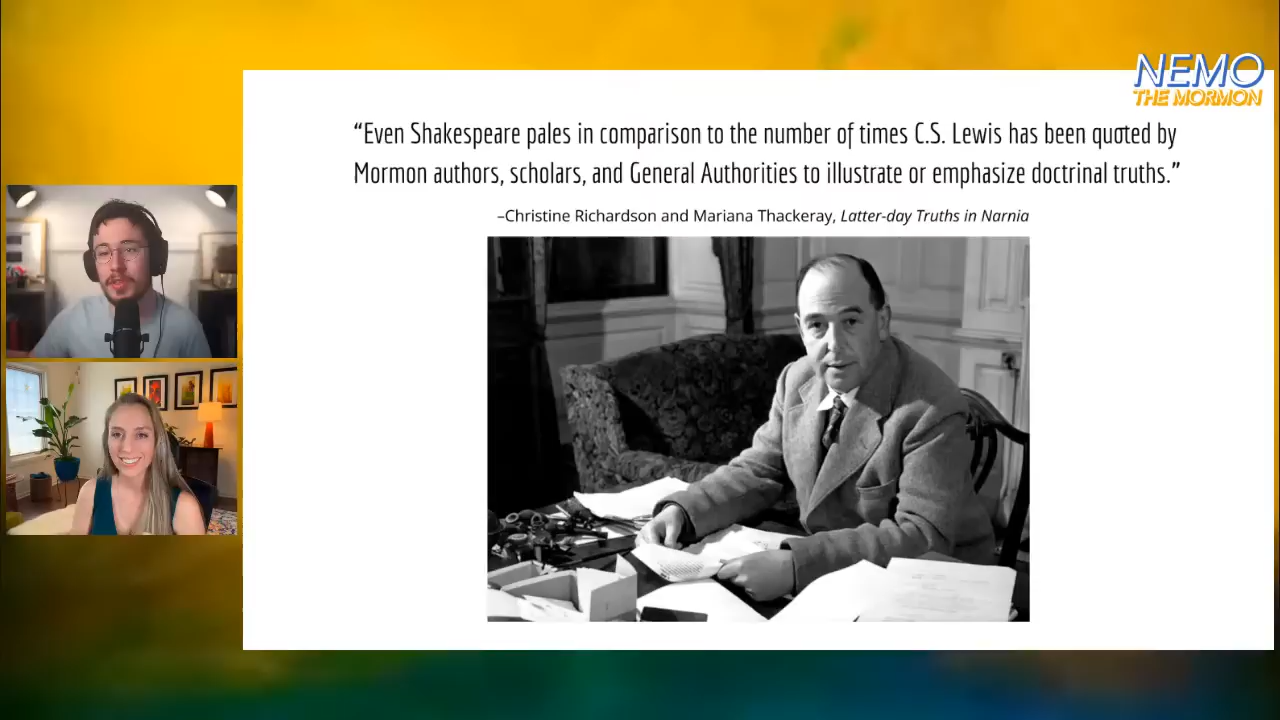 NEMO
THE MORMON
“Even Shakespeare pales in comparison to the number of times C.S. Lewis has been quoted by
Mormon authors, scholars, and General Authorities to illustrate or emphasize doctrinal truths.”
–Christine Richardson and Mariana Thackeray, Latter-day Truths in Narnia